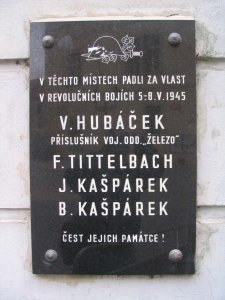 V TĚCHTO MÍSTECH PADLI ZA VLAST
V REVOLUČNÍCH BOJÍCH 5.-8.V.1945
V. HUBÁČEK
PŘÍSLUŠNÍK VOJ. ODD. „ŽELEZO"
F. TITTELBACH
J. KAŠPÁREK
B. KAŠPÁREK
ČEST JEJICH PAMÁTCE !